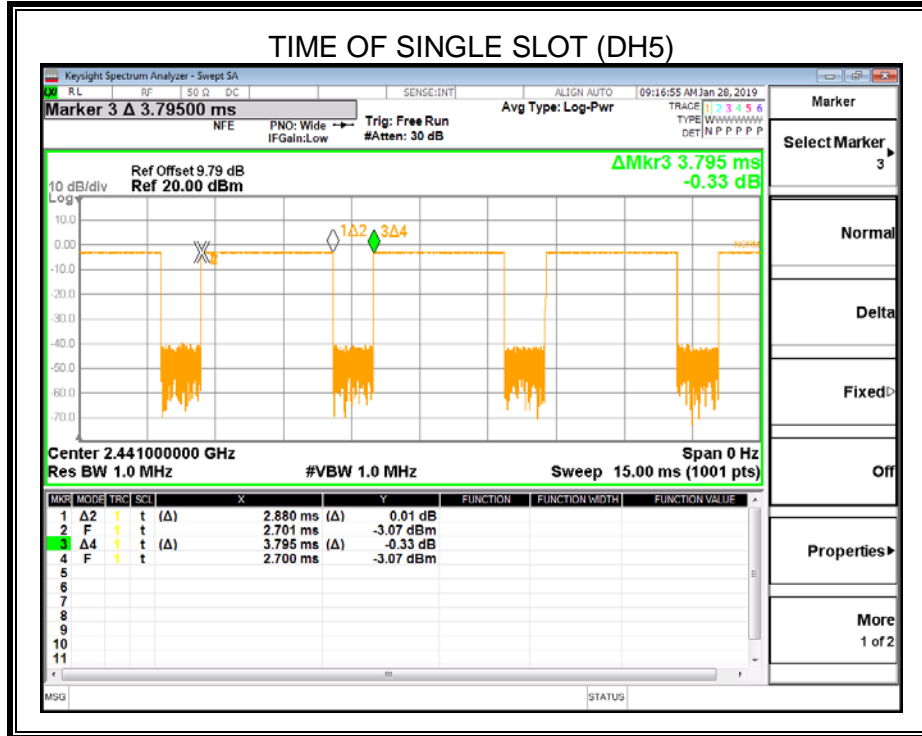 TIME OF SINGLE SLOT (DH5)
Keysight Spectrum Analyzer - Swept SA
RL RF 50 Ω DC SENSE:INT ALIGN AUTO 09:16:55 AM Jan 28, 2019
Marker 3 Δ 3.79500 ms
NFE
PNO: Wide
IFGain:Low
Trig: Free Run
#Atten: 30 dB
Avg Type: Log-Pwr
TRACE 1 2 3 4 5 6
TYPE WWWWWWW
DET N P P P P P
ΔMkr3 3.795 ms
-0.33 dB
Ref Offset 9.79 dB
10 dB/div Ref 20.00 dBm
Log
10.0
0.00
-10.0
-20.0
-30.0
-40.0
-50.0
-60.0
-70.0
1Δ2
3Δ4
NORM
Center 2.441000000 GHz Span 0 Hz
Res BW 1.0 MHz #VBW 1.0 MHz Sweep 15.00 ms (1001 pts)
MKR MODE TRC SCL X Y FUNCTION FUNCTION WIDTH FUNCTION VALUE
1 Δ2 1 t (Δ) 2.880 ms (Δ) 0.01 dB
2 F 1 t 2.701 ms -3.07 dBm
3 Δ4 1 t (Δ) 3.795 ms (Δ) -0.33 dB
4 F 1 t 2.700 ms -3.07 dBm
5
6
7
8
9
10
11
MSG STATUS
Marker
Select Marker
3
Normal
Delta
Fixed
Off
Properties
More
1 of 2